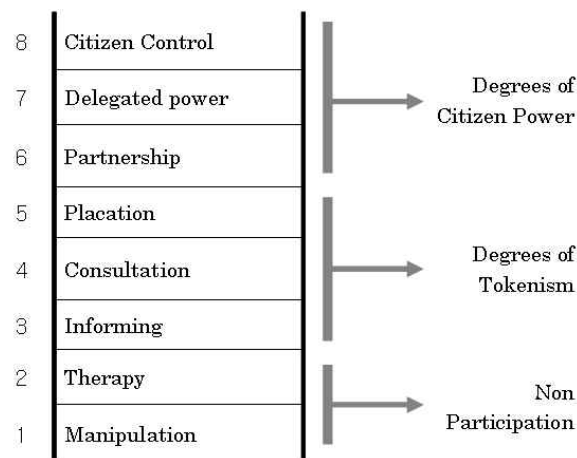 8 Citizen Control
7 Delegated power
6 Partnership
Degrees of
Citizen Power
5 Placation
4 Consultation
3 Informing
Degrees of
Tokenism
2 Therapy
1 Manipulation
Non
Participation